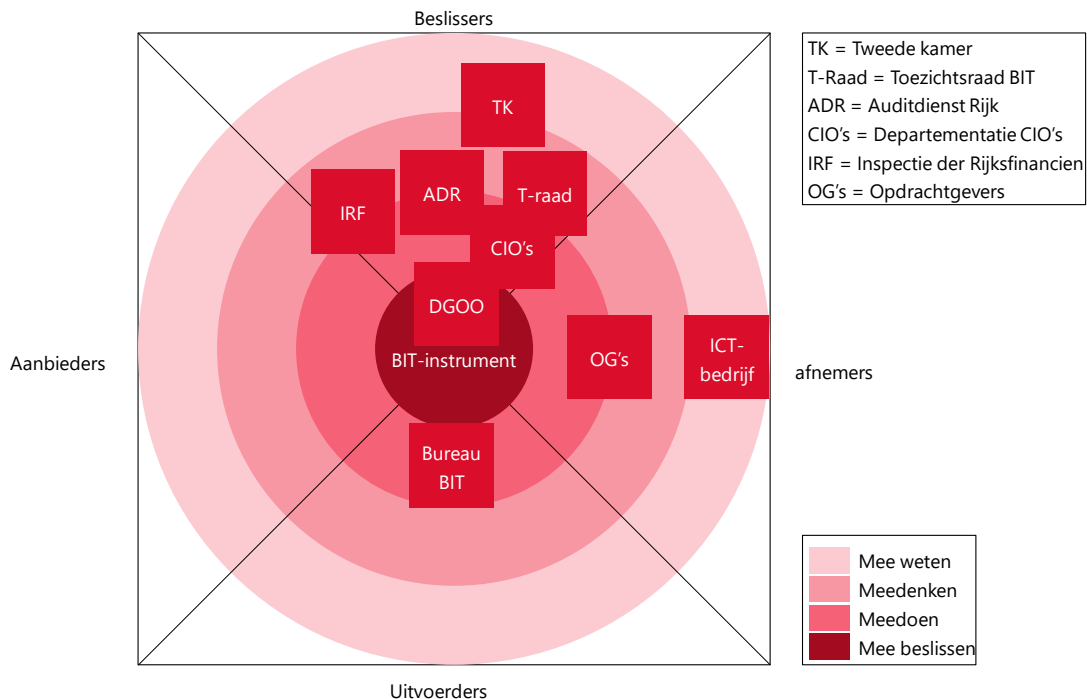 Beslissers
TK
ADR
T-raad
IRF
CIO's
DGOO
BIT-instrument
OG's
ICT-
bedrijf
Bureau
BIT
Aanbieders
afnemers
Uitvoerders
TK = Tweede kamer
T-Raad = Toezichtsraad BIT
ADR = Auditdienst Rijk
CIO's = Departementatie CIO's
IRF = Inspectie der Rijksfinancien
OG's = Opdrachtgevers
Mee weten
Meedenken
Meedoen
Mee beslissen